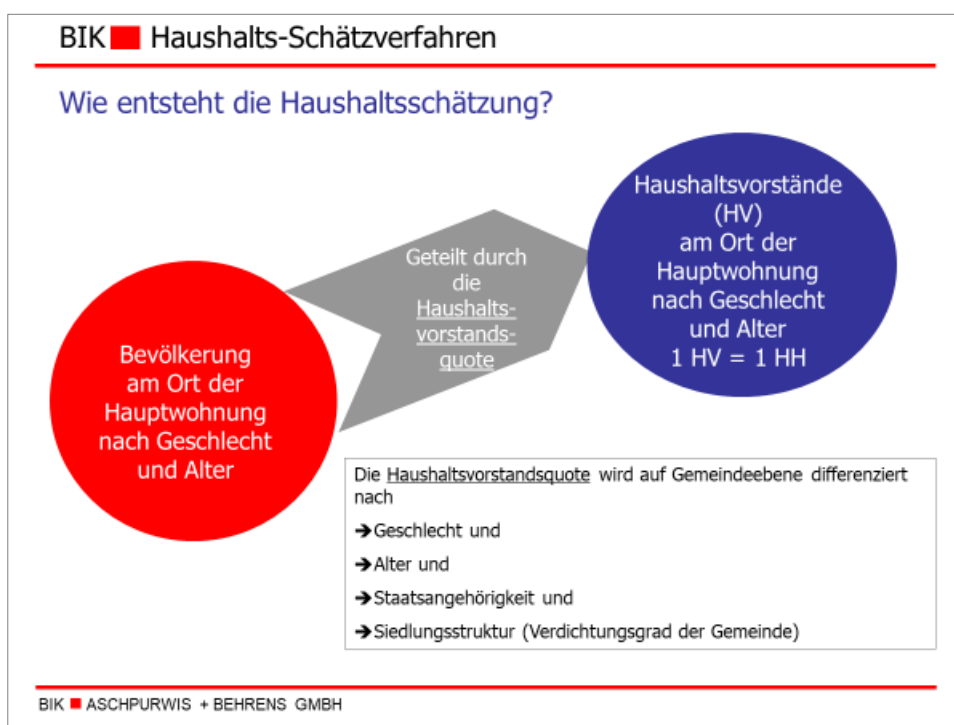 BIK Haushalts-Schätzverfahren
Wie entsteht die Haushaltsschätzung?
Bevölkerung
am Ort der
Hauptwohnung
nach Geschlecht
und Alter
Geteilt durch
die
Haushalts-
vorstands-
quote
Haushaltsvorstände
(HV)
am Ort der
Hauptwohnung
nach Geschlecht
und Alter
1 HV = 1 HH
Die Haushaltsvorstandsquote wird auf Gemeindeebene differenziert
nach
➔Geschlecht und
➔Alter und
➔Staatsangehörigkeit und
➔Siedlungsstruktur (Verdichtungsgrad der Gemeinde)
BIK ASCHPURWIS + BEHRENS GMBH